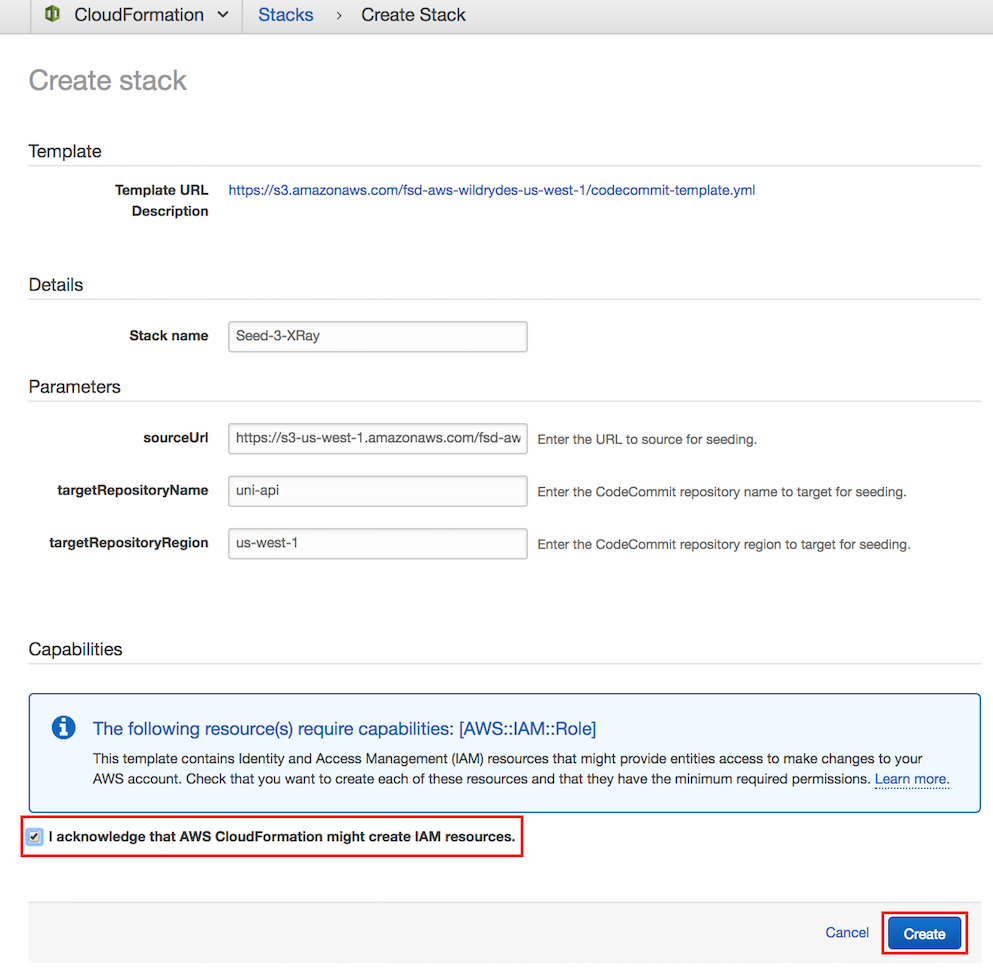 CloudFormation Stacks › Create Stack
Create stack
Template
Template URL https://s3.amazonaws.com/fsd-aws-wildrydes-us-west-1/codecommit-template.yml
Description
Details
Stack name Seed-3-XRay
Parameters
sourceUrl https://s3-us-west-1.amazonaws.com/fsd-aw Enter the URL to source for seeding.
targetRepositoryName uni-api Enter the CodeCommit repository name to target for seeding.
targetRepositoryRegion us-west-1 Enter the CodeCommit repository region to target for seeding.
Capabilities
The following resource(s) require capabilities: [AWS::IAM::Role]
This template contains Identity and Access Management (IAM) resources that might provide entities access to make changes to your
AWS account. Check that you want to create each of these resources and that they have the minimum required permissions. Learn more.
I acknowledge that AWS CloudFormation might create IAM resources.
Cancel Create